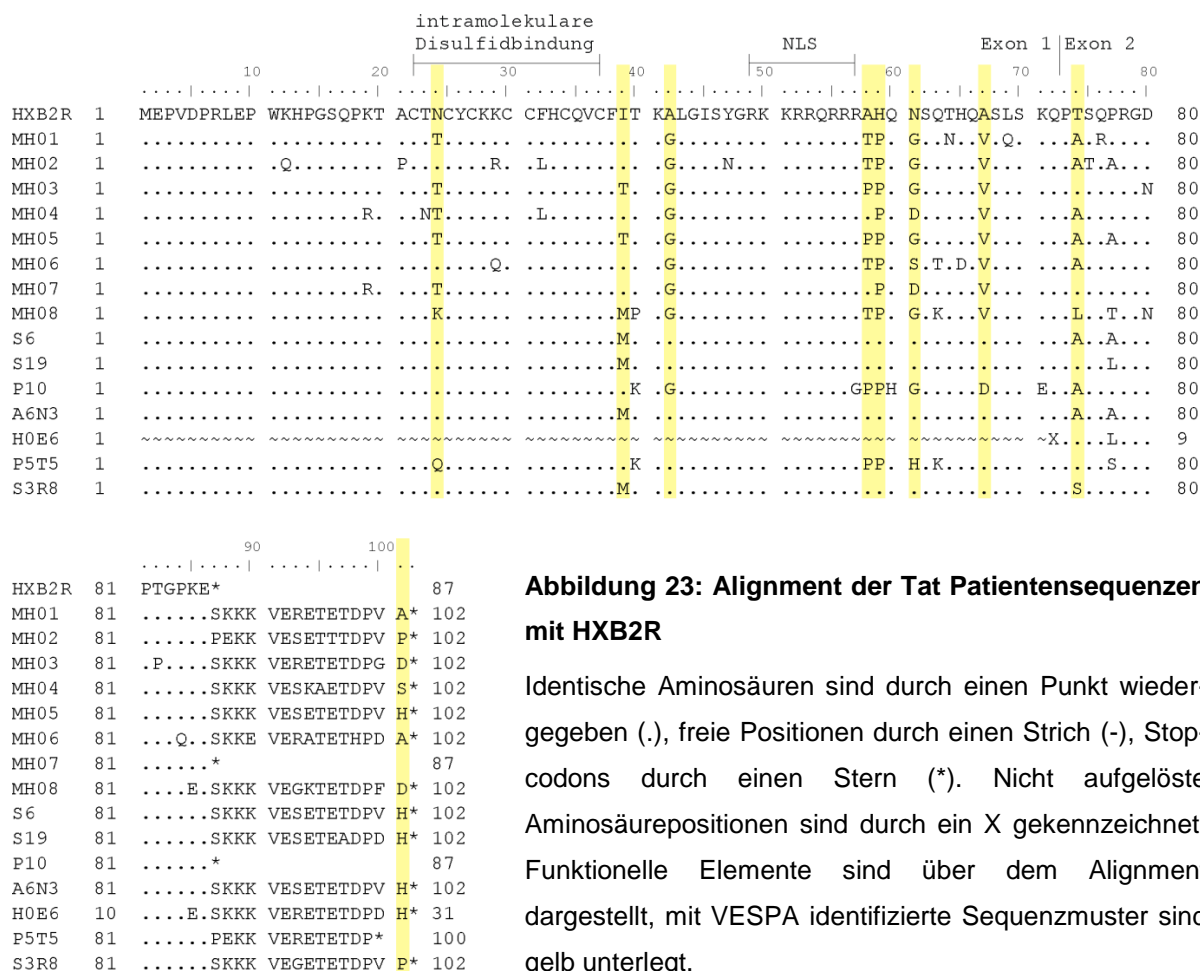 intramolekulare
Disulfidbindung NLS Exon 1 Exon 2
10 20 30 40 50 60 70 80
HXB2R 1 MEPVDPRLEP WKHPGSQPKT ACTNCYCKKC CFHCQVCFIT KALGISYGRK KRRQRRRAHQ NSQTHQASLS KQPTSQPRGD 80
MH01 1 .......... .......... ...T...... .......... .G........ .......TP. G..N..V.Q. ...A.R.... 80
MH02 1 .......... .Q........ P.......R. .L........ ......N... .......TP. G.....V... ...AT.A... 80
MH03 1 .......... .......... ...T...... ........T. .G........ .......PP. G.....V... .........N 80
MH04 1 .......... ........R. ..NT...... .L........ .G........ ........P. D.....V... ...A...... 80
MH05 1 .......... .......... ...T...... ........T. .G........ .......PP. G.....V... ...A..A... 80
MH06 1 .......... .......... ........Q. .......... .G........ .......TP. S.T.D.V... ...A...... 80
MH07 1 .......... ........R. ...T...... .......... .G........ ........P. D.....V... .......... 80
MH08 1 .......... .......... ...K...... ........MP .G........ .......TP. G.K...V... ...L..T..N 80
S6 1 .......... .......... .......... ........M. .......... .......... .......... ...A..A... 80
S19 1 .......... .......... .......... ........M. .......... .......... .......... ......L... 80
P10 1 .......... .......... .......... .........K .G........ ......GPPH G.....D... E..A...... 80
A6N3 1 .......... .......... .......... ........M. .......... .......... .......... ...A..A... 80
H0E6 1 ~~~~~~~~~~ ~~~~~~~~~~ ~~~~~~~~~~ ~~~~~~~~~~ ~~~~~~~~~~ ~~~~~~~~~~ ~~~~~~~~~~ ~X....L... 9
P5T5 1 .......... .......... ...Q...... .........K .......... .......PP. H.K....... ......S... 80
S3R8 1 .......... .......... .......... ........M. .......... .......... .......... ...S...... 80
90 100
HXB2R 81 PTGPKE* 87
MH01 81 ......SKKK VERETETDPV A* 102
MH02 81 ......PEKK VESETTTDPV P* 102
MH03 81 .P....SKKK VERETETDPG D* 102
MH04 81 ......SKKK VESKAETDPV S* 102
MH05 81 ......SKKK VESETETDPV H* 102
MH06 81 ...Q..SKKE VERATETHPD A* 102
MH07 81 ......* 87
MH08 81 ....E.SKKK VEGKTETDPF D* 102
S6 81 ......SKKK VESETETDPV H* 102
S19 81 ......SKKK VESETEADPD H* 102
P10 81 ......* 87
A6N3 81 ......SKKK VESETETDPV H* 102
H0E6 10 ....E.SKKK VERETETDPD H* 31
P5T5 81 ......PEKK VERETETDP* 100
S3R8 81 ......SKKK VEGETETDPV P* 102
Abbildung 23: Alignment der Tat Patientensequenzen
mit HXB2R
Identische Aminosäuren sind durch einen Punkt wieder-
gegeben (.), freie Positionen durch einen Strich (-), Stop-
codons durch einen Stern (*). Nicht aufgelöste
Aminosäurepositionen sind durch ein X gekennzeichnet.
Funktionelle Elemente sind über dem Alignment
dargestellt, mit VESPA identifizierte Sequenzmuster sind
gelb unterlegt.